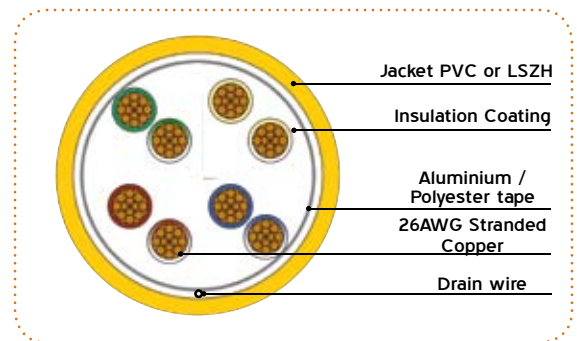 Jacket PVC or LSZH
Insulation Coating
Aluminium /
Polyester tape
26AWG Stranded
Copper
Drain wire